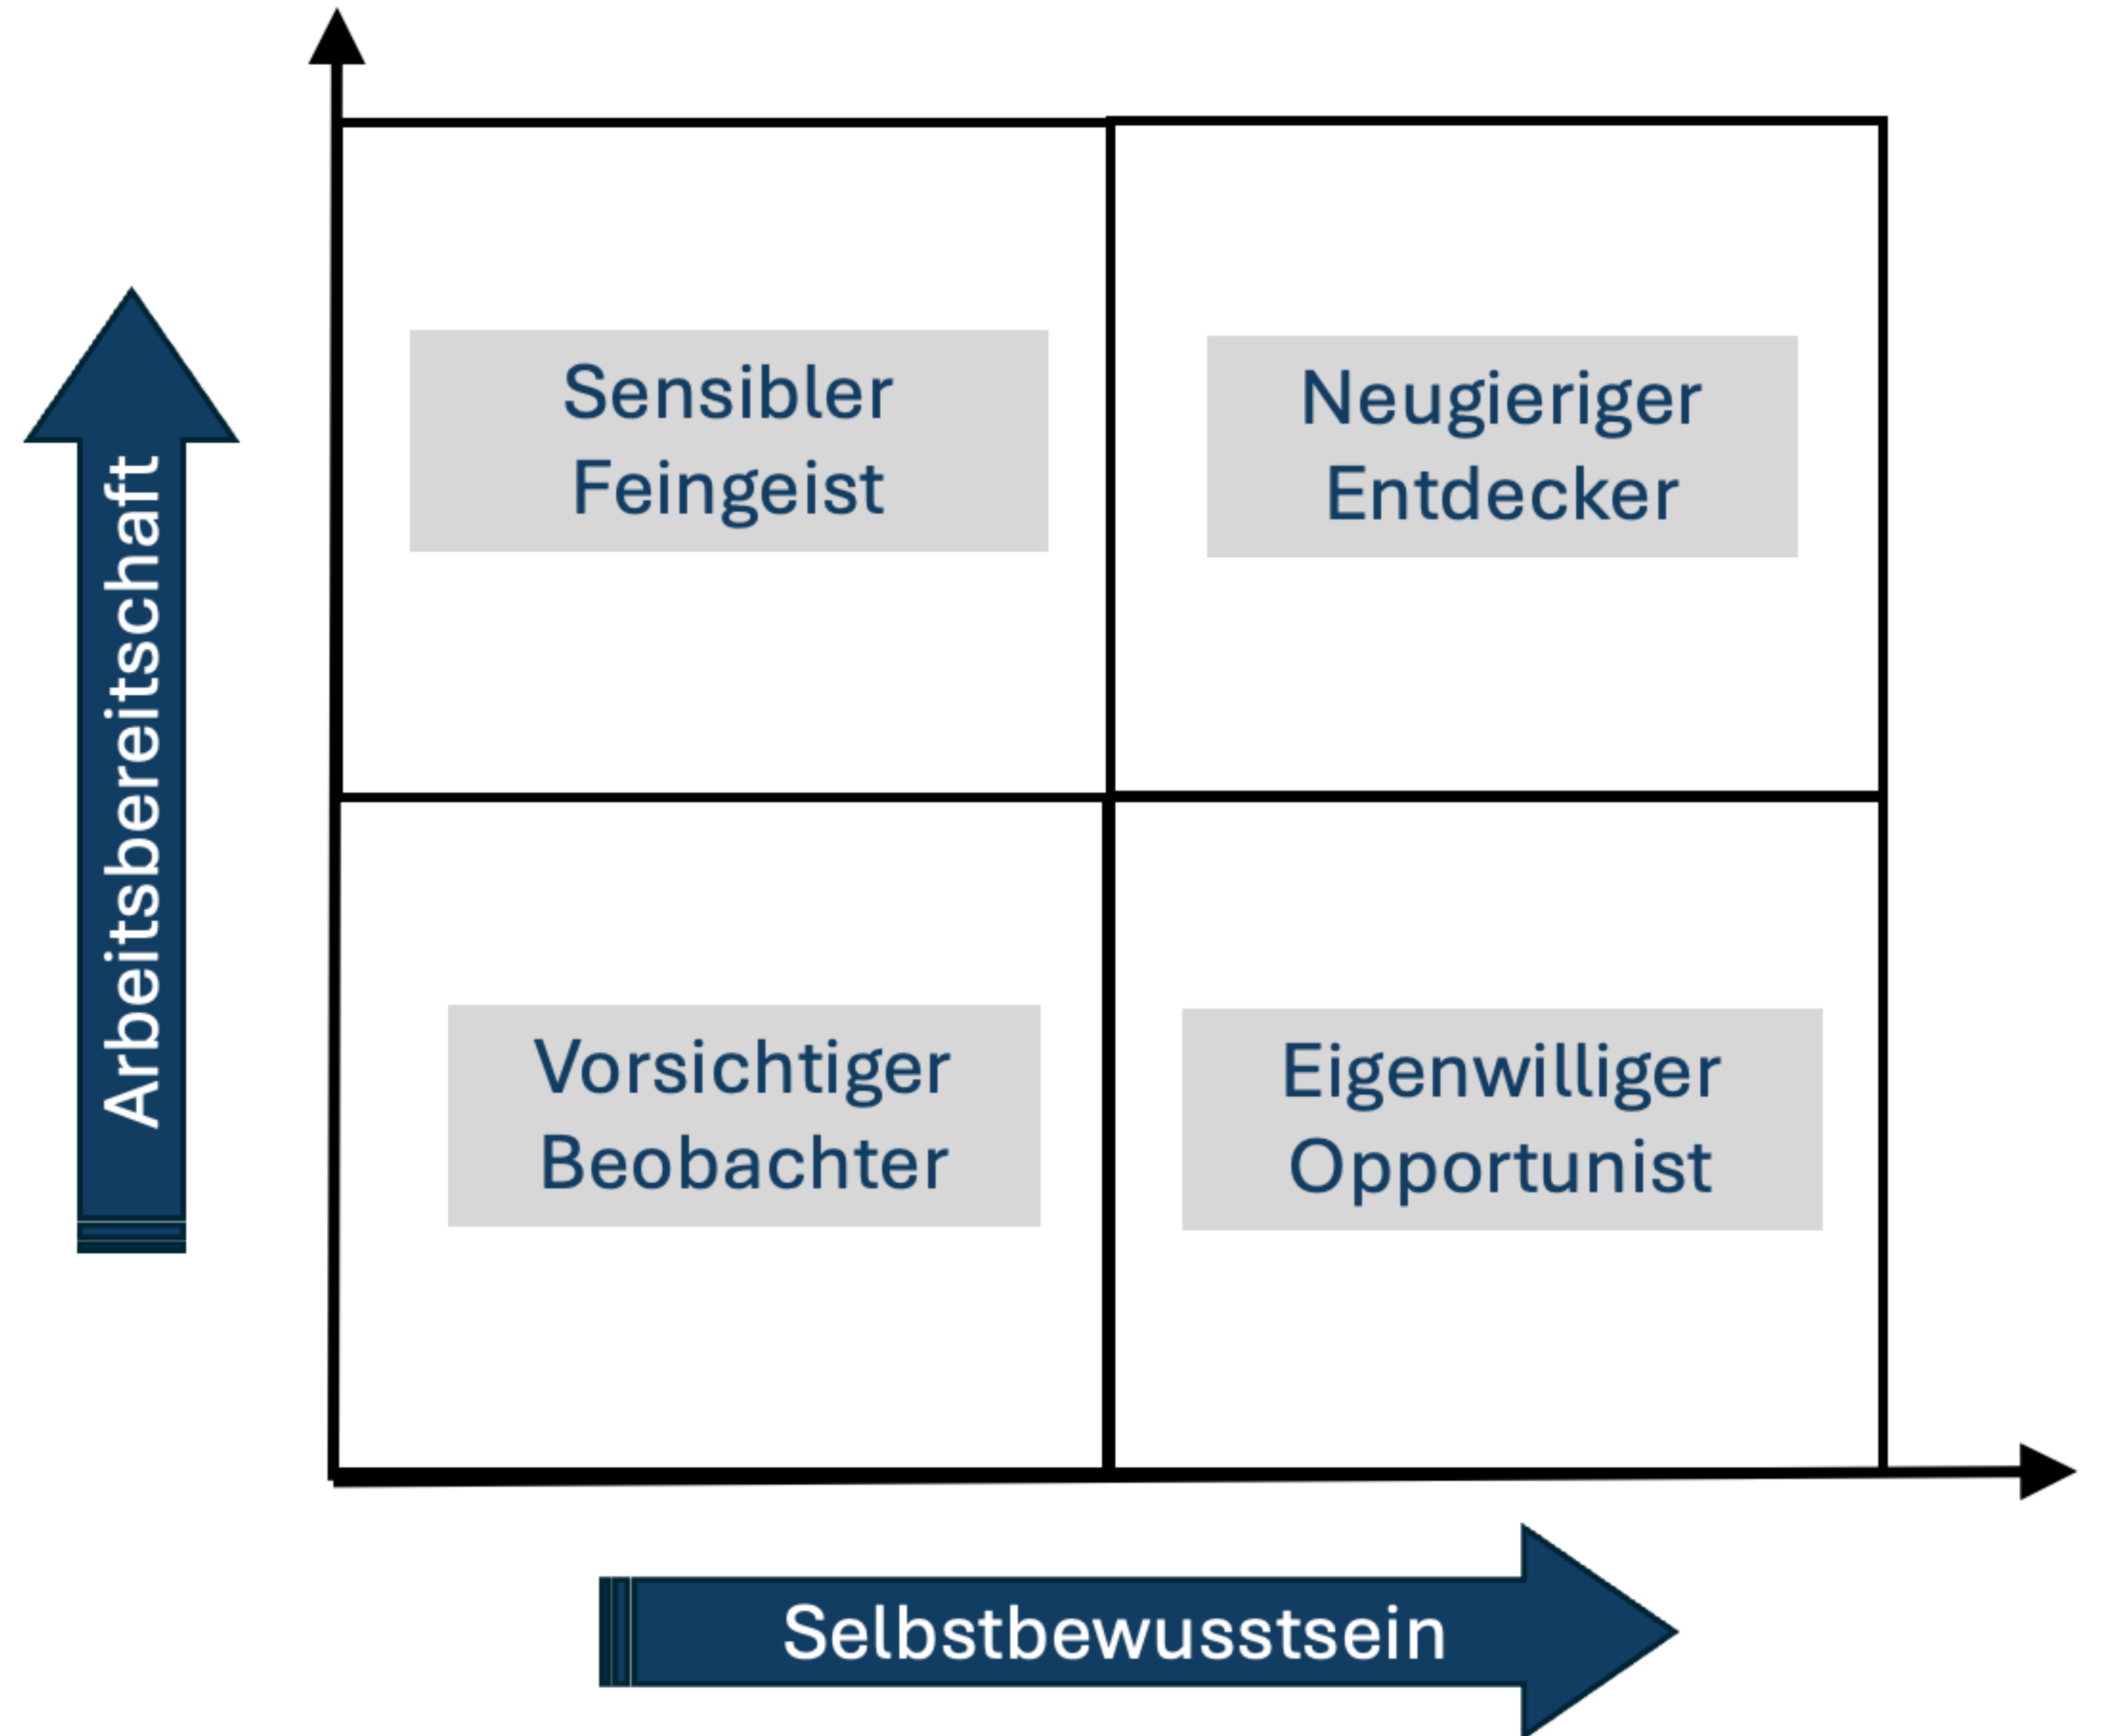 Arbeitsbereitschaft
Sensibler
Feingeist
Neugieriger
Entdecker
Vorsichtiger
Beobachter
Eigenwilliger
Opportunist
Selbstbewusstsein